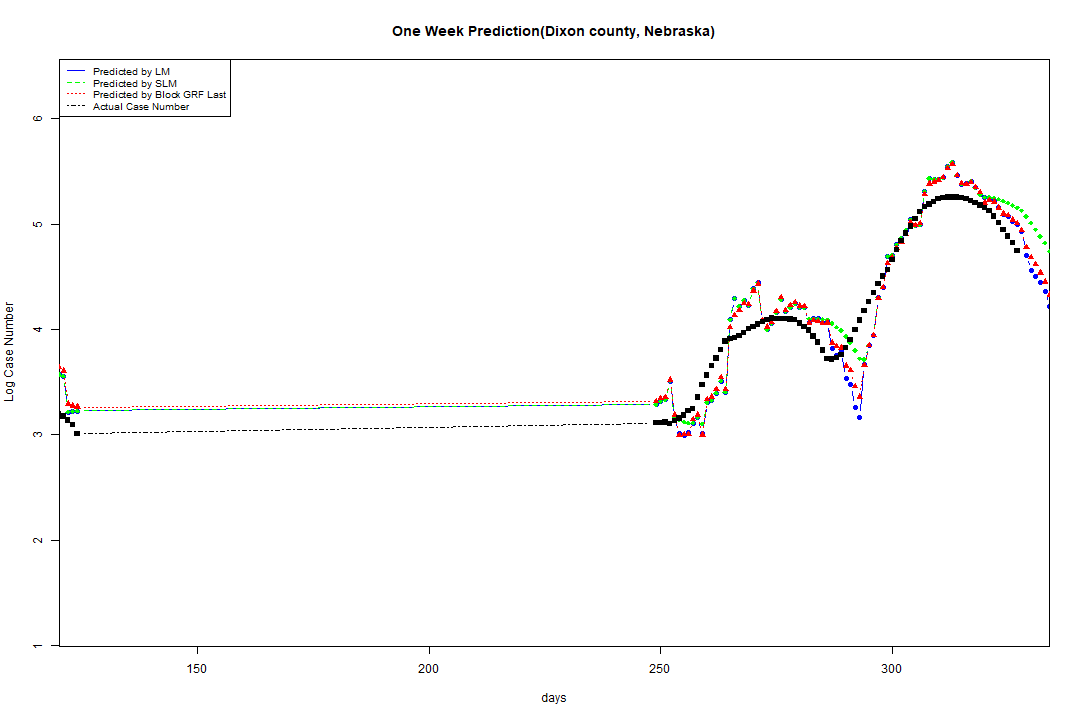 One Week Prediction(Dixon county, Nebraska)
Predicted by LM
Predicted by SLM
Predicted by Block GRF Last
Actual Case Number
Log Case Number
6
5
4
3
2
1
150 200 250 300
days